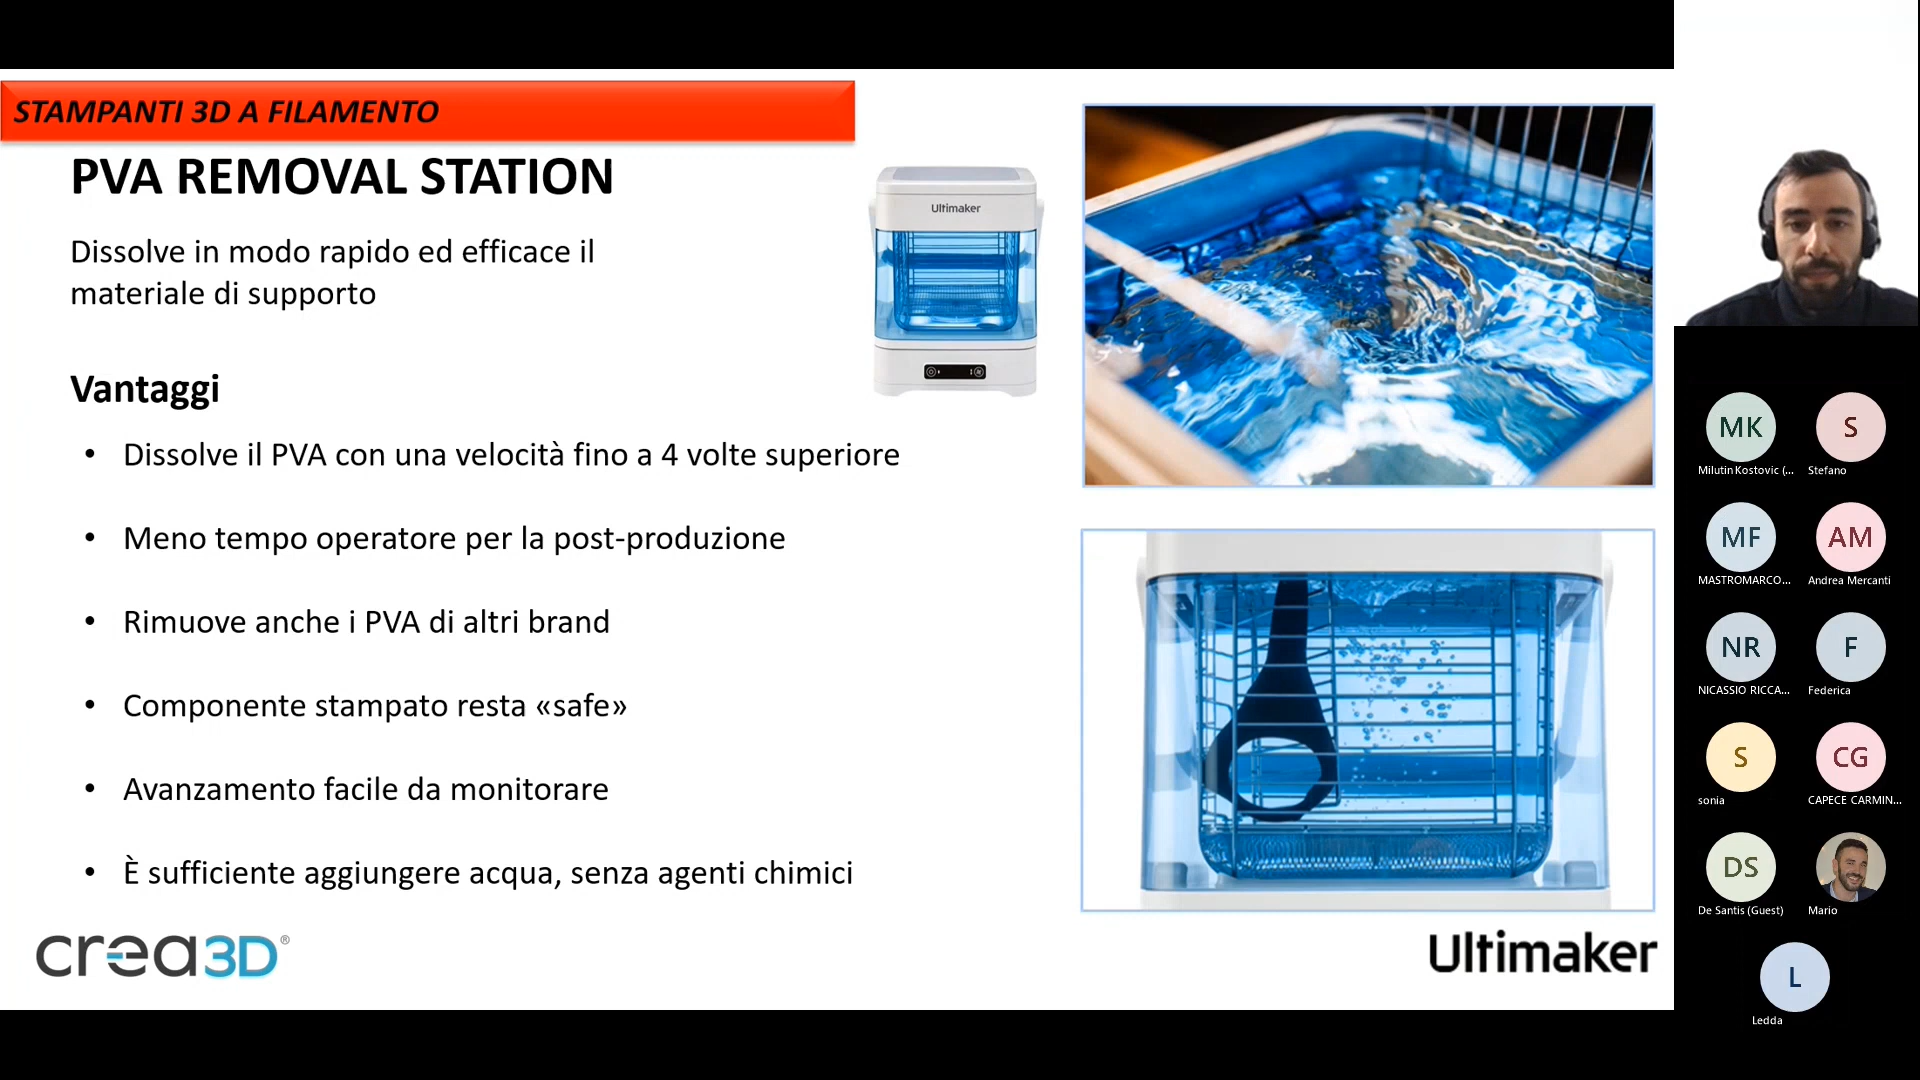 STAMPANTI 3D A FILAMENTO
PVA REMOVAL STATION
Dissolve in modo rapido ed efficace il
materiale di supporto
Ultimaker
Vantaggi
• Dissolve il PVA con una velocità fino a 4 volte superiore
• Meno tempo operatore per la post-produzione
• Rimuove anche i PVA di altri brand
• Componente stampato resta «safe»
• Avanzamento facile da monitorare
• È sufficiente aggiungere acqua, senza agenti chimici
crea3D®
Ultimaker
MK
S
Milutin Kostovic (...
Stefano
MF
AM
MASTROMARCO...
Andrea Mercanti
NR
F
NICASSIO RICCA...
Federica
S
CG
sonia
CAPECE CARMIN...
DS
De Santis (Guest)
Mario
L
Ledda